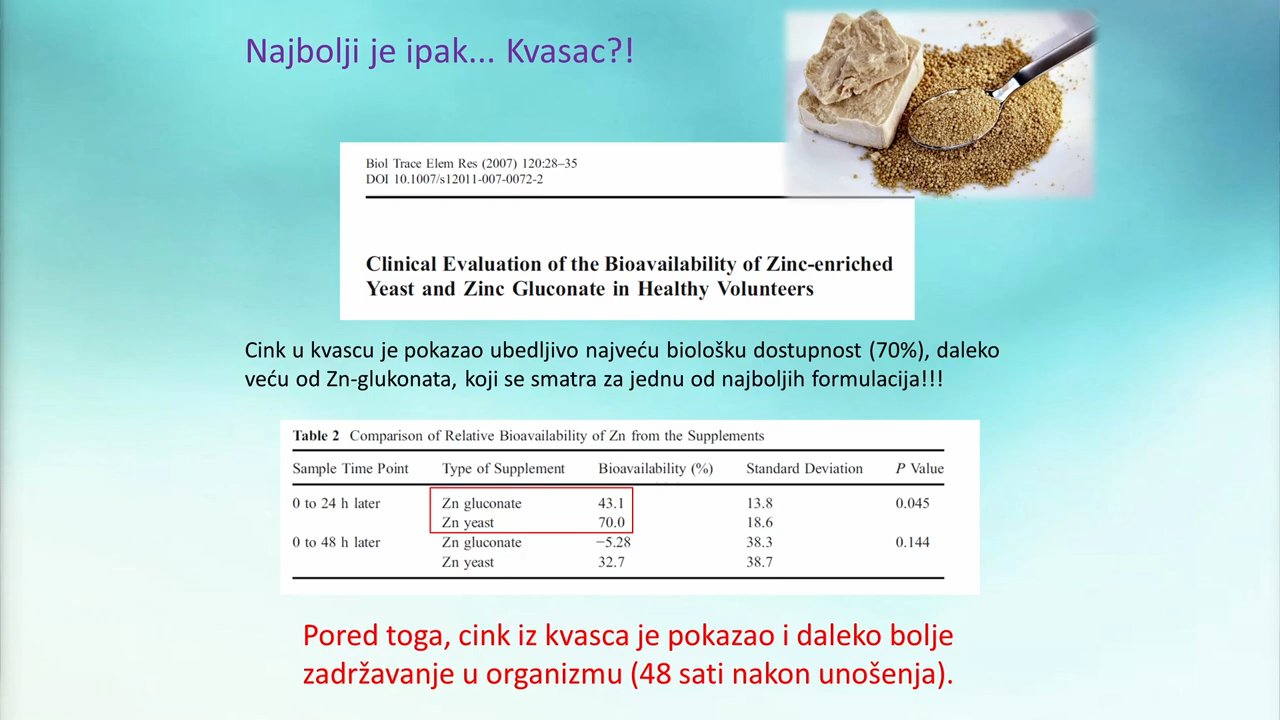 Najbolji je ipak... Kvasac?!
Biol Trace Elem Res (2007) 120:28–35
DOI 10.1007/s12011-007-0072-2
Clinical Evaluation of the Bioavailability of Zinc-enriched
Yeast and Zinc Gluconate in Healthy Volunteers
Cink u kvascu je pokazao ubedljivo najveću biološku dostupnost (70%), daleko
veću od Zn-glukonata, koji se smatra za jednu od najboljih formulacija!!!
Table 2 Comparison of Relative Bioavailability of Zn from the Supplements
Sample Time Point Type of Supplement Bioavailability (%) Standard Deviation P Value
0 to 24 h later Zn gluconate 43.1 13.8 0.045
Zn yeast 70.0 18.6
0 to 48 h later Zn gluconate −5.28 38.3 0.144
Zn yeast 32.7 38.7
Pored toga, cink iz kvasca je pokazao i daleko bolje
zadržavanje u organizmu (48 sati nakon unošenja).